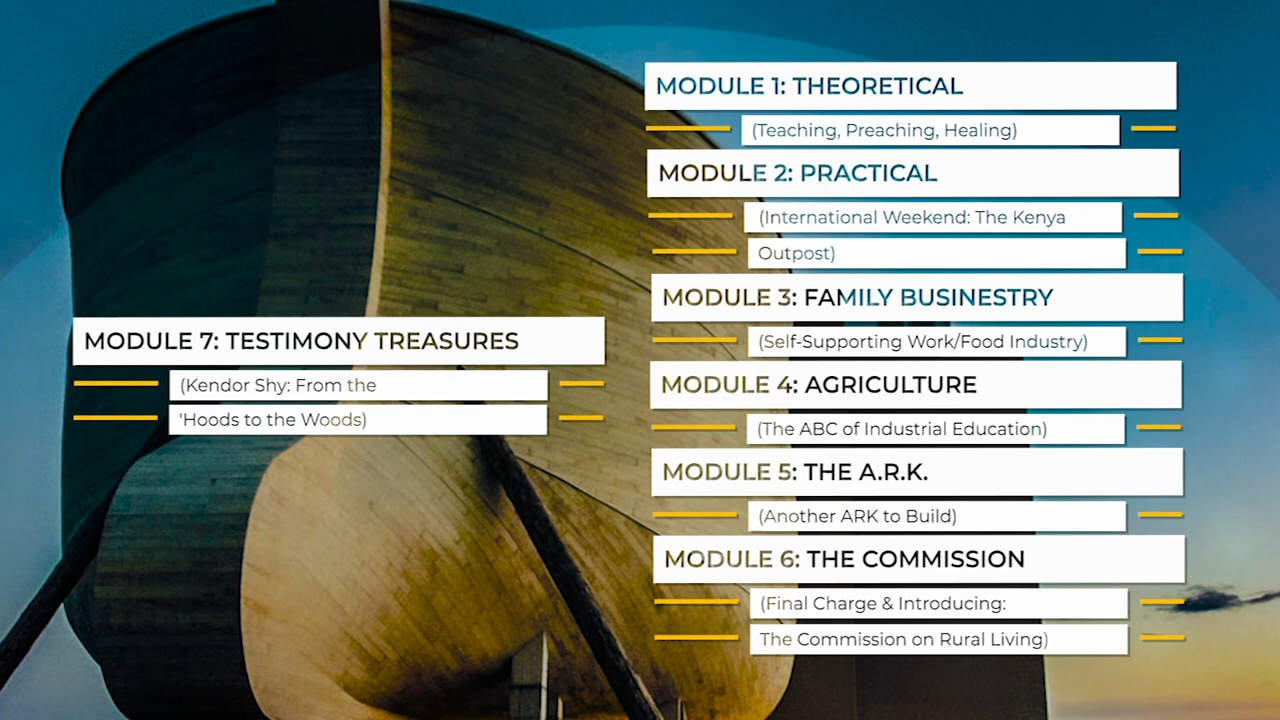 MODULE 1: THEORETICAL
(Teaching, Preaching, Healing)
MODULE 2: PRACTICAL
(International Weekend: The Kenya
Outpost)
MODULE 3: FAMILY BUSINESTRY
(Self-Supporting Work/Food Industry)
MODULE 4: AGRICULTURE
(The ABC of Industrial Education)
MODULE 5: THE A.R.K.
(Another ARK to Build)
MODULE 6: THE COMMISSION
(Final Charge & Introducing:
The Commission on Rural Living)
MODULE 7: TESTIMONY TREASURES
(Kendor Shy: From the
'Hoods to the Woods)